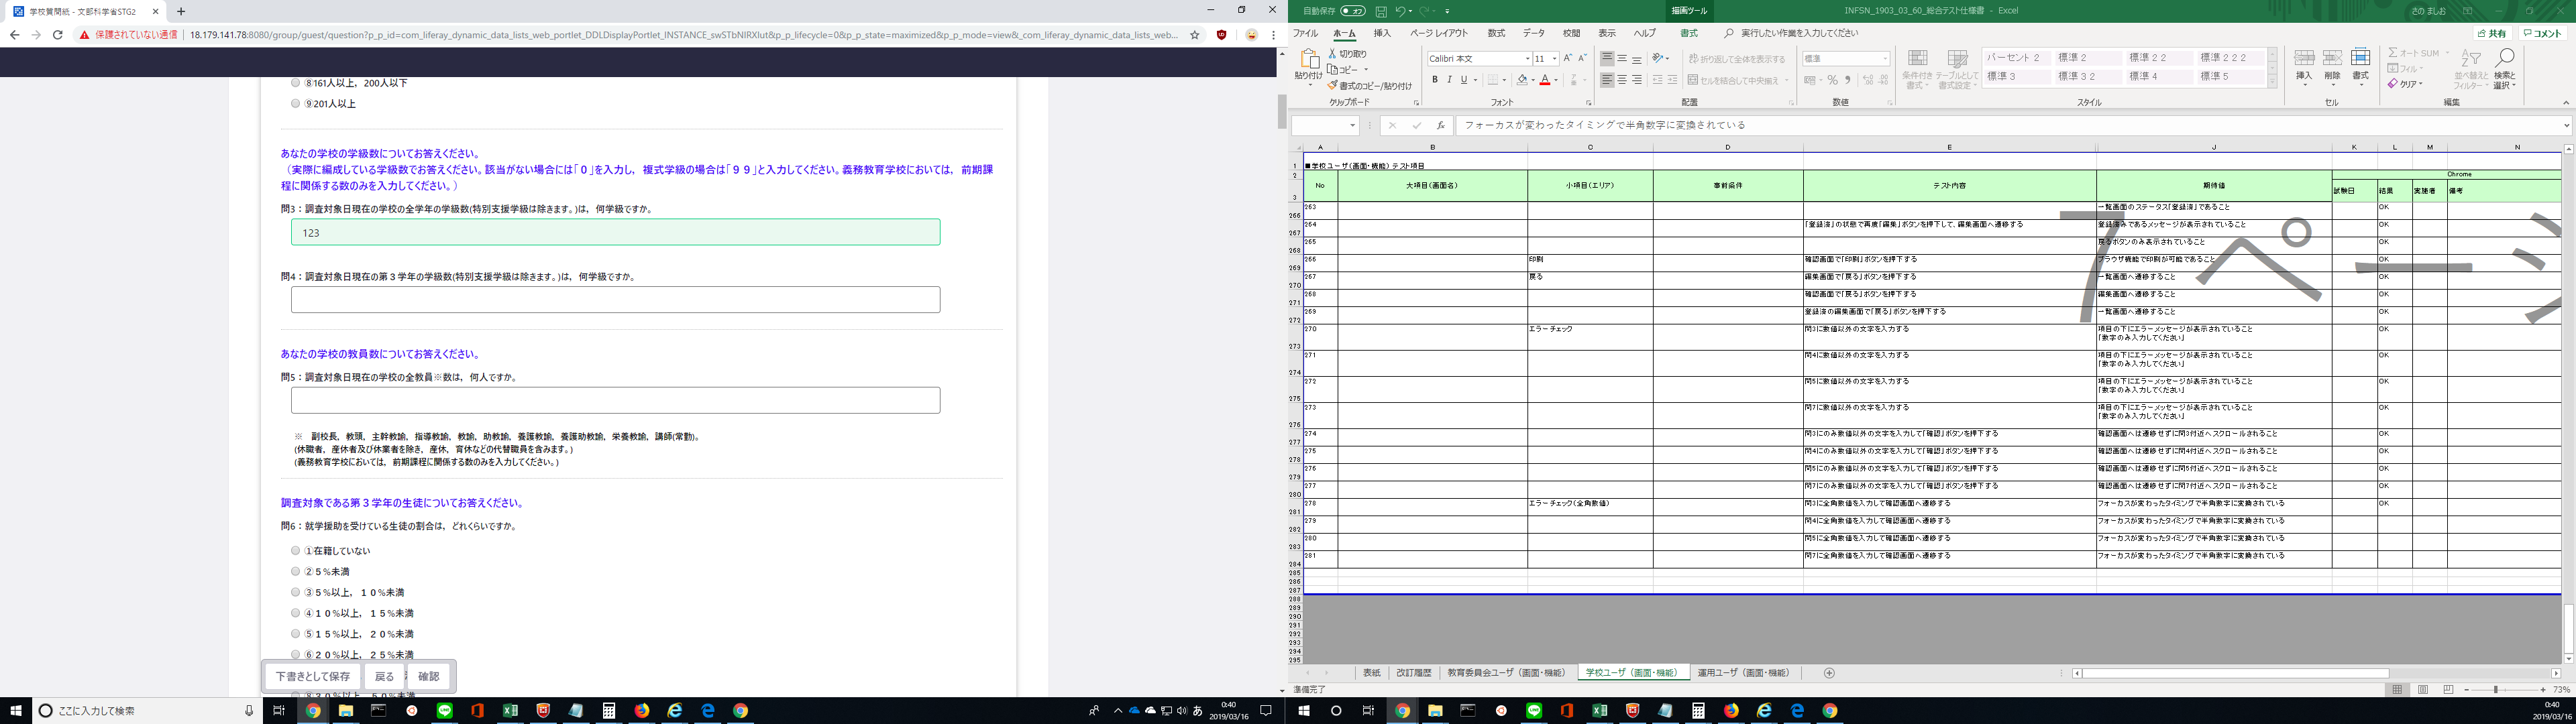 学校質問紙 - 文部科学省STG2
保護されていない通信
18.179.141.78:8080/group/guest/question?p_p_id=com_liferay_dynamic_data_lists_web_portlet_DDLDisplayPortlet_INSTANCE_swSTbNIRXlut&p_p_lifecycle=0&p_p_state=maximized&p_p_mode=view&_com_liferay_dynamic_data_lists_web...
⑧161人以上，200人以下
⑨201人以上
あなたの学校の学級数についてお答えください。
（実際に編成している学級数でお答えください。該当がない場合には「０」を入力し，複式学級の場合は「９９」と入力してください。義務教育学校においては，前期課
程に関係する数のみを入力してください。）
問3：調査対象日現在の学校の全学年の学級数(特別支援学級は除きます。)は，何学級ですか。
123
問4：調査対象日現在の第３学年の学級数(特別支援学級は除きます。)は，何学級ですか。
あなたの学校の教員数についてお答えください。
問5：調査対象日現在の学校の全教員※数は，何人ですか。
※　副校長，教頭，主幹教諭，指導教諭，教諭，助教諭，養護教諭，養護助教諭，栄養教諭，講師(常勤)。
(休職者，産休者及び休業者を除き，産休，育休などの代替職員を含みます。)
(義務教育学校においては，前期課程に関係する数のみを入力してください。)
調査対象である第３学年の生徒についてお答えください。
問6：就学援助を受けている生徒の割合は，どれくらいですか。
①在籍していない
②５%未満
③５%以上，１０%未満
④１０%以上，１５%未満
⑤１５%以上，２０%未満
⑥２０%以上，２５%未満
下書きとして保存 戻る 確認
⑧３０%以上，５０%未満
ここに入力して検索
0:40
2019/03/16
自動保存 オフ
描画ツール
INFSN_1903_03_60_総合テスト仕様書 - Excel
さの ましお
ファイル ホーム 挿入 ページ レイアウト 数式 データ 校閲 表示 ヘルプ 書式 実行したい作業を入力してください 共有 コメント
貼り付け 切り取り コピー 書式のコピー/貼り付け
Calibri 本文 11
B I U
折り返して全体を表示する
セルを結合して中央揃え
標準
条件付き書式 テーブルとして書式設定
パーセント 2 標準 2 標準 2 2 標準 2 2 2
標準 3 標準 3 2 標準 4 標準 5
挿入 削除 書式
オート SUM
フィル
クリア
並べ替えとフィルター 検索と選択
クリップボード フォント 配置 数値 スタイル セル 編集
フォーカスが変わったタイミングで半角数字に変換されている
A B C D E J K L M N
1 ■学校ユーザ（画面・機能） テスト項目
2 Chrome
3 No 大項目（画面名） 小項目（エリア） 事前条件 テスト内容 期待値 試験日 結果 実施者 備考
266 263 一覧画面のステータス「登録済」であること OK
267 264 「登録済」の状態で再度「編集」ボタンを押下して、編集画面へ遷移する 登録済みであるメッセージが表示されていること OK
268 265 戻るボタンのみ表示されていること OK
269 266 印刷 確認画面で「印刷」ボタンを押下する ブラウザ機能で印刷が可能であること OK
270 267 戻る 編集画面で「戻る」ボタンを押下する 一覧画面へ遷移すること OK
271 268 確認画面で「戻る」ボタンを押下する 編集画面へ遷移すること OK
272 269 登録済の編集画面で「戻る」ボタンを押下する 一覧画面へ遷移すること OK
273 270 エラーチェック 問3に数値以外の文字を入力する 項目の下にエラーメッセージが表示されていること「数字のみ入力してください」 OK
274 271 問4に数値以外の文字を入力する 項目の下にエラーメッセージが表示されていること「数字のみ入力してください」 OK
275 272 問5に数値以外の文字を入力する 項目の下にエラーメッセージが表示されていること「数字のみ入力してください」 OK
276 273 問7に数値以外の文字を入力する 項目の下にエラーメッセージが表示されていること「数字のみ入力してください」 OK
277 274 問3にのみ数値以外の文字を入力して「確認」ボタンを押下する 確認画面へは遷移せずに問3付近へスクロールされること OK
278 275 問4にのみ数値以外の文字を入力して「確認」ボタンを押下する 確認画面へは遷移せずに問4付近へスクロールされること OK
279 276 問5にのみ数値以外の文字を入力して「確認」ボタンを押下する 確認画面へは遷移せずに問5付近へスクロールされること OK
280 277 問7にのみ数値以外の文字を入力して「確認」ボタンを押下する 確認画面へは遷移せずに問7付近へスクロールされること OK
281 278 エラーチェック（全角数値） 問3に全角数値を入力して確認画面へ遷移する フォーカスが変わったタイミングで半角数字に変換されている OK
282 279 問4に全角数値を入力して確認画面へ遷移する フォーカスが変わったタイミングで半角数字に変換されている
283 280 問5に全角数値を入力して確認画面へ遷移する フォーカスが変わったタイミングで半角数字に変換されている
284 281 問7に全角数値を入力して確認画面へ遷移する フォーカスが変わったタイミングで半角数字に変換されている
285
286
287
288
289
290
291
292
293
294
295
7 ページ
表紙 改訂履歴 教育委員会ユーザ（画面・機能） 学校ユーザ（画面・機能） 運用ユーザ（画面・機能）
準備完了
73%
0:40
2019/03/16